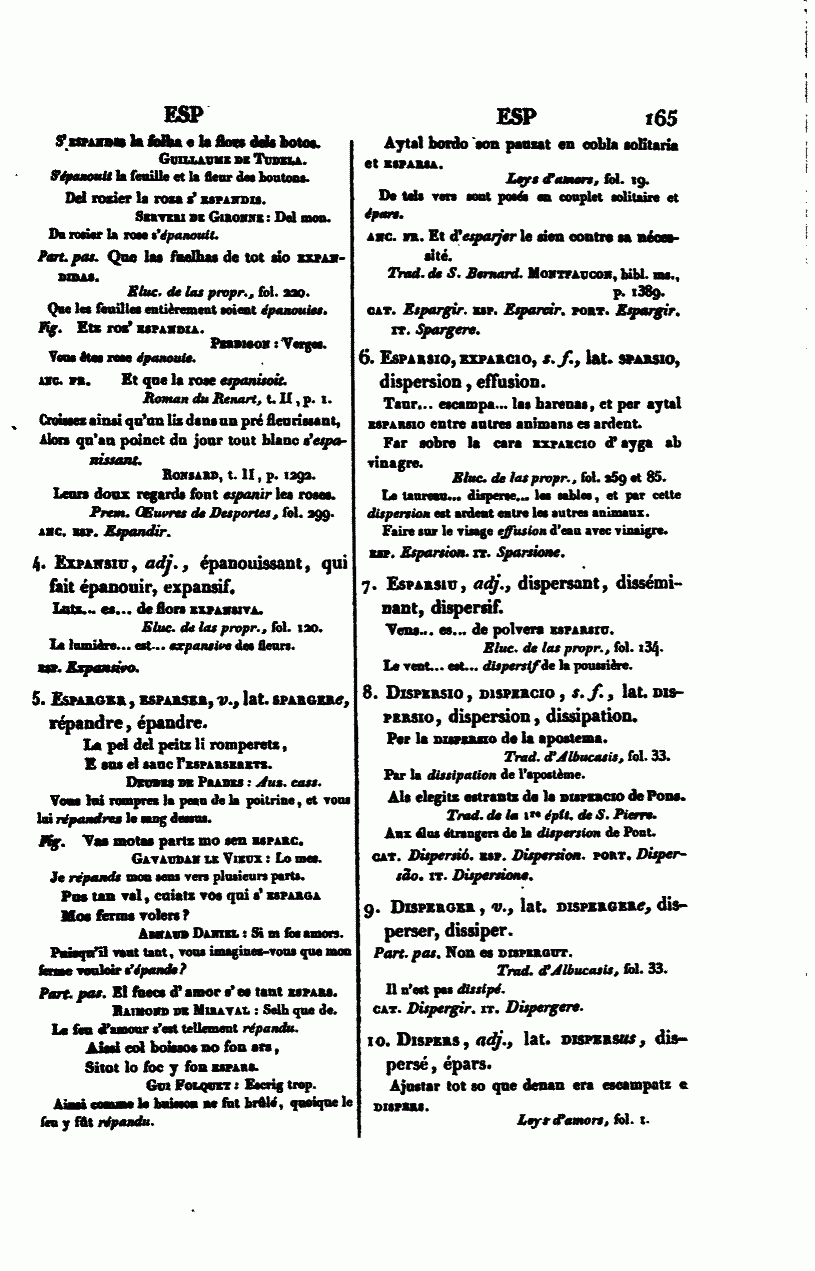 ESP
S'ESPANDIS la folha e la flors dels botos.
GUILLAUME DE TUDELA.
S'épanouit la feuille et la fleur des boutons.
Del rozier la roza s'ESPANDIS.
SERVERI DE GIRONNE : Del mon.
Du rosier la rose s'épanouit.
Part. pas. Que las fuelhas de tot sio EXPAN-
DIDAS.
Eluc. de las propr., fol. 220.
Que les feuilles entièrement soient épanouies.
Fig. Etz ros' ESPANDIA.
PERDIGON : Verges.
Vous êtes rose épanouie.
ANC. FR. Et que la rose espanisoit.
Roman du Renart, t. II, p. 1.
Croissez ainsi qu'un liz dans un pré fleurissant,
Alors qu'au poinct du jour tout blanc s'espa-
nissant.
RONSARD, t. II, p. 1292.
Leurs doux regards font espanir les roses.
Prem. Œuvres de Desportes, fol. 299.
ANC. ESP. Espandir.
4. EXPANSIU, adj., épanouissant, qui
fait épanouir, expansif.
Lutz... es... de flors EXPANSIVA.
Eluc. de las propr., fol. 120.
La lumière... est... expansive des fleurs.
ESP. Expansivo.
5. ESPARGER, ESPARSER, v., lat. SPARGERe,
répandre, épandre.
La pel del peitz li romperetz,
E sus el sanc l'ESPARSERETZ.
DEUDES DE PRADES : Aus. cass.
Vous lui romprez la peau de la poitrine, et vous
lui répandrez le sang dessus.
Fig. Vas motas partz mo sen ESPARC.
GAVAUDAN LE VIEUX : Lo mes.
Je répands mon sens vers plusieurs parts.
Pus tan val, cuiatz vos qui s'ESPARGA
Mos ferms volers?
ARNAUD DANIEL : Si m fos amors.
Puisqu'il vaut tant, vous imaginez-vous que mon
ferme vouloir s'épande?
Part. pas. El fuecs d'amor s'es tant ESPARS.
RAIMOND DE MIRAVAL : Selh que de.
Le feu d'amour s'est tellement répandu.
Aissi col boissos no fon ars,
Sitot lo foc y fon ESPARS.
GUI FOLQUET : Escrig trop.
Ainsi comme le buisson ne fut brûlé, quoique le
feu y fût répandu.
ESP 165
Aytal bordo son pauzat en cobla solitaria
et ESPARSA.
Leys d'amors, fol. 19.
De tels vers sont posés en couplet solitaire et
épars.
ANC. FR. Et d'esparjer le sien contre sa néces-
sité.
Trad. de S. Bernard. MONTFAUCON, bibl. ms.,
p. 1389.
CAT. Espargir. ESP. Esparcir. PORT. Espargir.
IT. Spargere.
6. ESPARSIO, EXPARCIO, s. f., lat. SPARSIO,
dispersion, effusion.
Taur... escampa... las harenas, et per aytal
ESPARSIO entre autres animans es ardent.
Far sobre la cara EXPARCIO d'ayga ab
vinagre.
Eluc. de las propr., fol. 259 et 85.
Le taureau... disperse... les sables, et par cette
dispersion est ardent entre les autres animaux.
Faire sur le visage effusion d'eau avec vinaigre.
ESP. Esparsion. IT. Sparsione.
7. ESPARSIU, adj., dispersant, dissémi-
nant, dispersif.
Vens... es... de polvera ESPARSIU.
Eluc. de las propr., fol. 134.
Le vent... est... dispersif de la poussière.
8. DISPERSIO, DISPERCIO, s. f., lat. DIS-
PERSIO, dispersion, dissipation.
Per la DISPERSIO de la apostema.
Trad. d'Albucasis, fol. 33.
Par la dissipation de l'apostème.
Als elegitz estrantz de la DISPERCIO de Pons.
Trad. de la 1re épît. de S. Pierre.
Aux élus étrangers de la dispersion de Pont.
CAT. Dispersió. ESP. Dispersion. PORT. Disper-
são. IT. Dispersione.
9. DISPERGER, v., lat. DISPERGERe, dis-
perser, dissiper.
Part. pas. Non es DISPERGUT.
Trad. d'Albucasis, fol. 33.
Il n'est pas dissipé.
CAT. Dispergir. IT. Dispergere.
10. DISPERS, adj., lat. DISPERSUS, dis-
persé, épars.
Ajustar tot so que denan era escampatz e
DISPERS.
Leys d'amors, fol. 1.